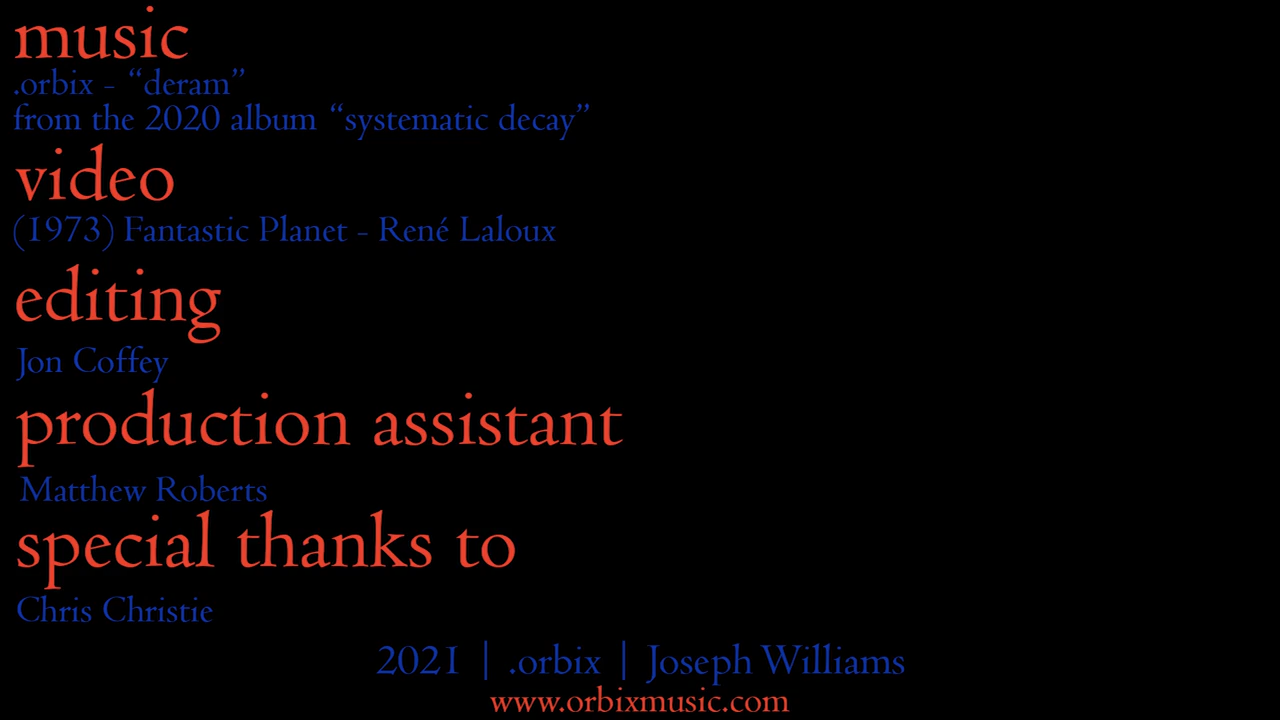 music
.orbix - “deram”
from the 2020 album “systematic decay”
video
(1973) Fantastic Planet - René Laloux
editing
Jon Coffey
production assistant
Matthew Roberts
special thanks to
Chris Christie
2021 | .orbix | Joseph Williams
www.orbixmusic.com